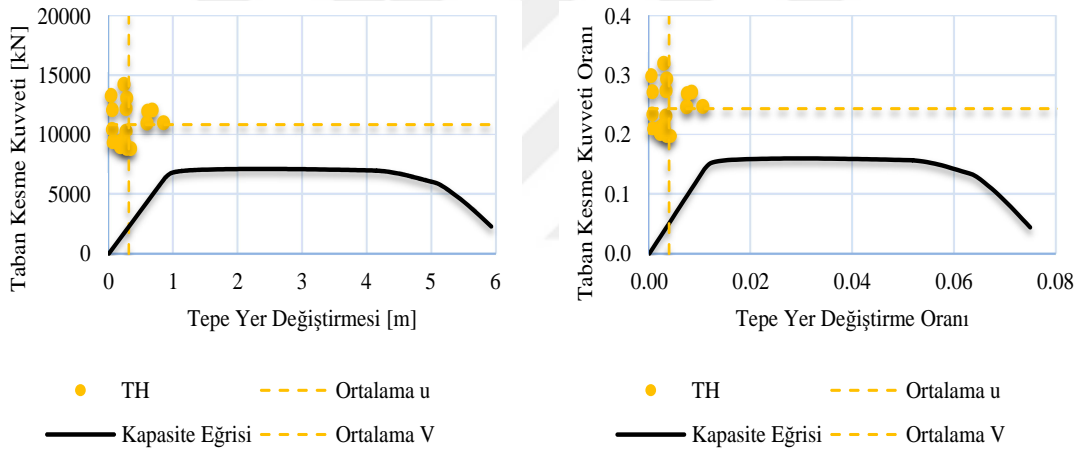 Taban Kesme Kuvveti [kN]
20000
15000
10000
5000
0
0 1 2 3 4 5 6
Tepe Yer Değiştirmesi [m]
TH
Ortalama u
Kapasite Eğrisi
Ortalama V
Taban Kesme Kuvveti Oranı
0.4
0.3
0.2
0.1
0.0
0.00 0.02 0.04 0.06 0.08
Tepe Yer Değiştirme Oranı
TH
Ortalama u
Kapasite Eğrisi
Ortalama V